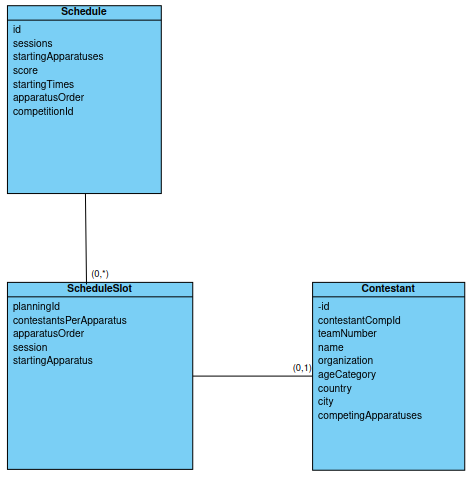 Schedule
id
sessions
startingApparatuses
score
startingTimes
apparatusOrder
competitionId
(0,*)
ScheduleSlot
planningId
contestantsPerApparatus
apparatusOrder
session
startingApparatus
(0,1)
Contestant
-id
contestantCompId
teamNumber
name
organization
ageCategory
country
city
competingApparatuses